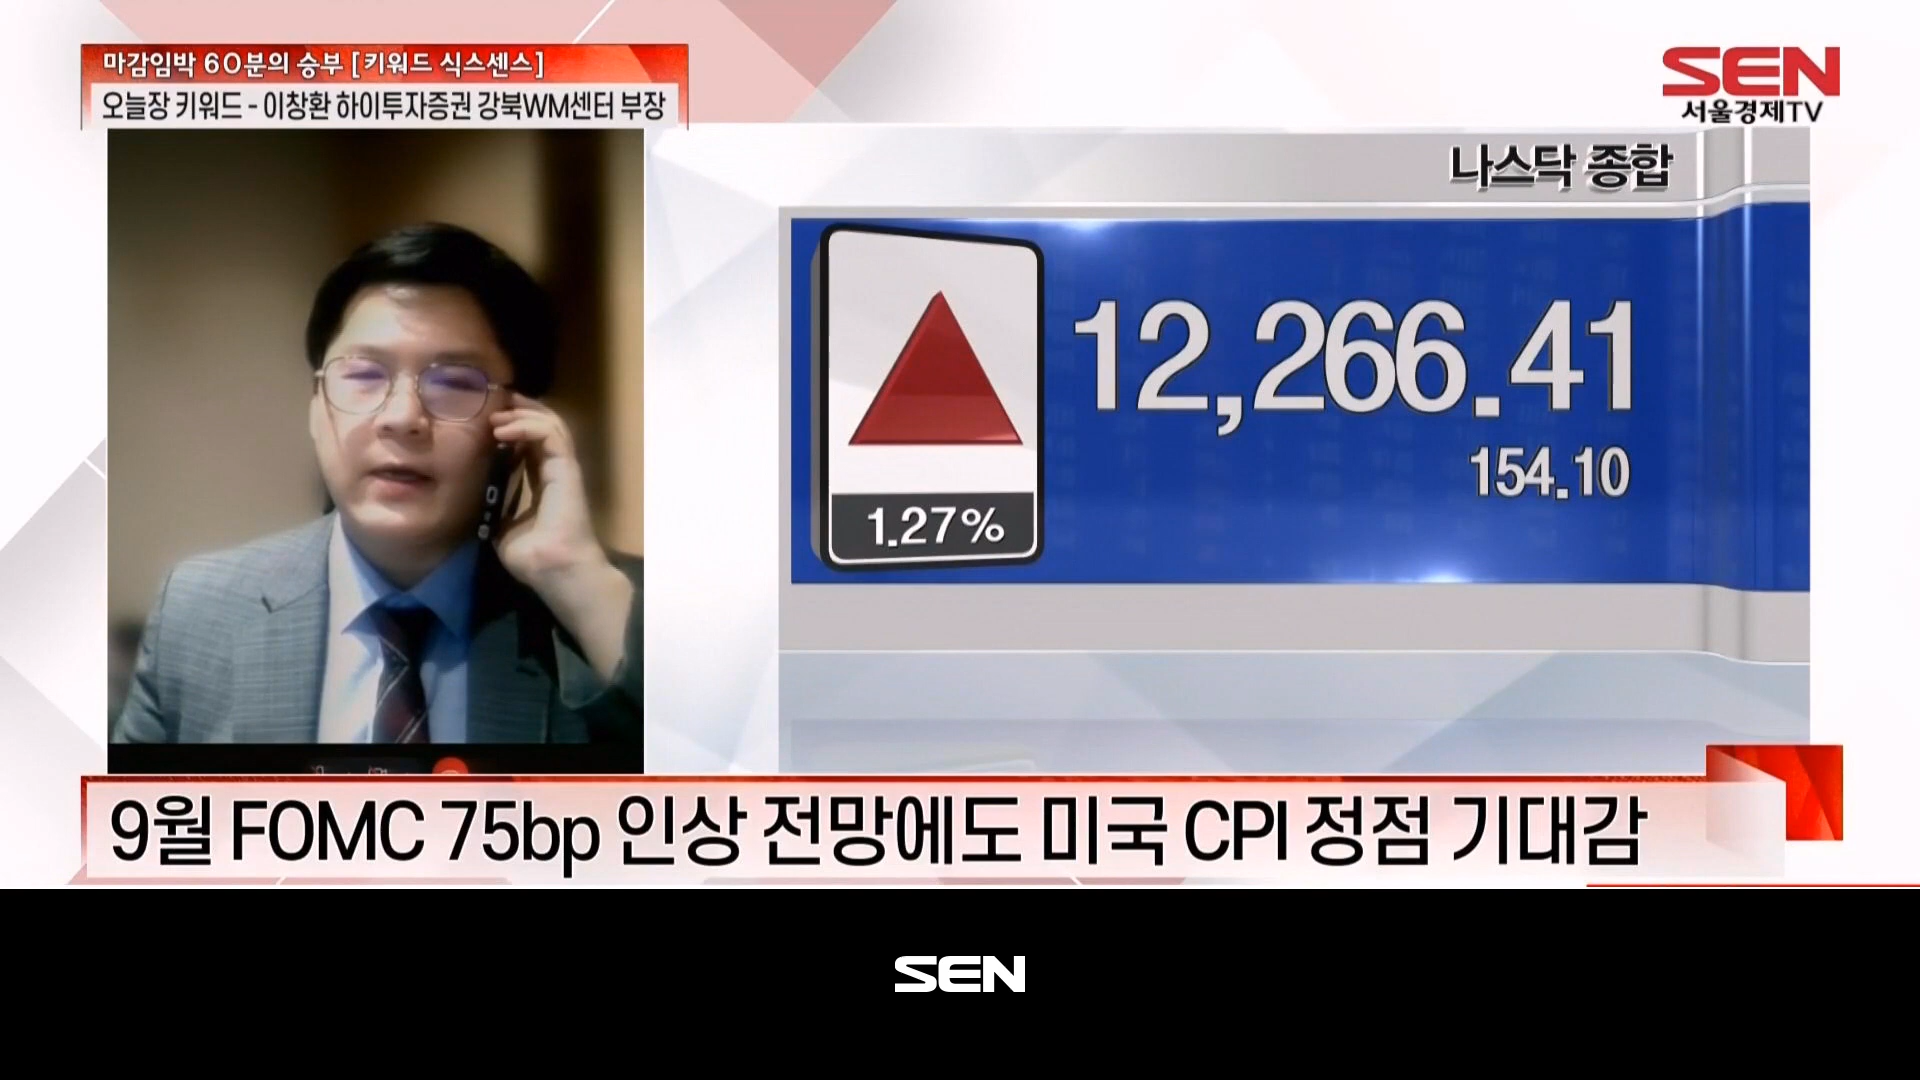 마감임박 60분의 승부 [키워드 식스센스]
오늘장 키워드 - 이창환 하이투자증권 강북WM센터 부장
SEN
서울경제TV
나스닥 종합
12,266.41
154.10
1.27%
9월 FOMC 75bp 인상 전망에도 미국 CPI 정점 기대감
SEN